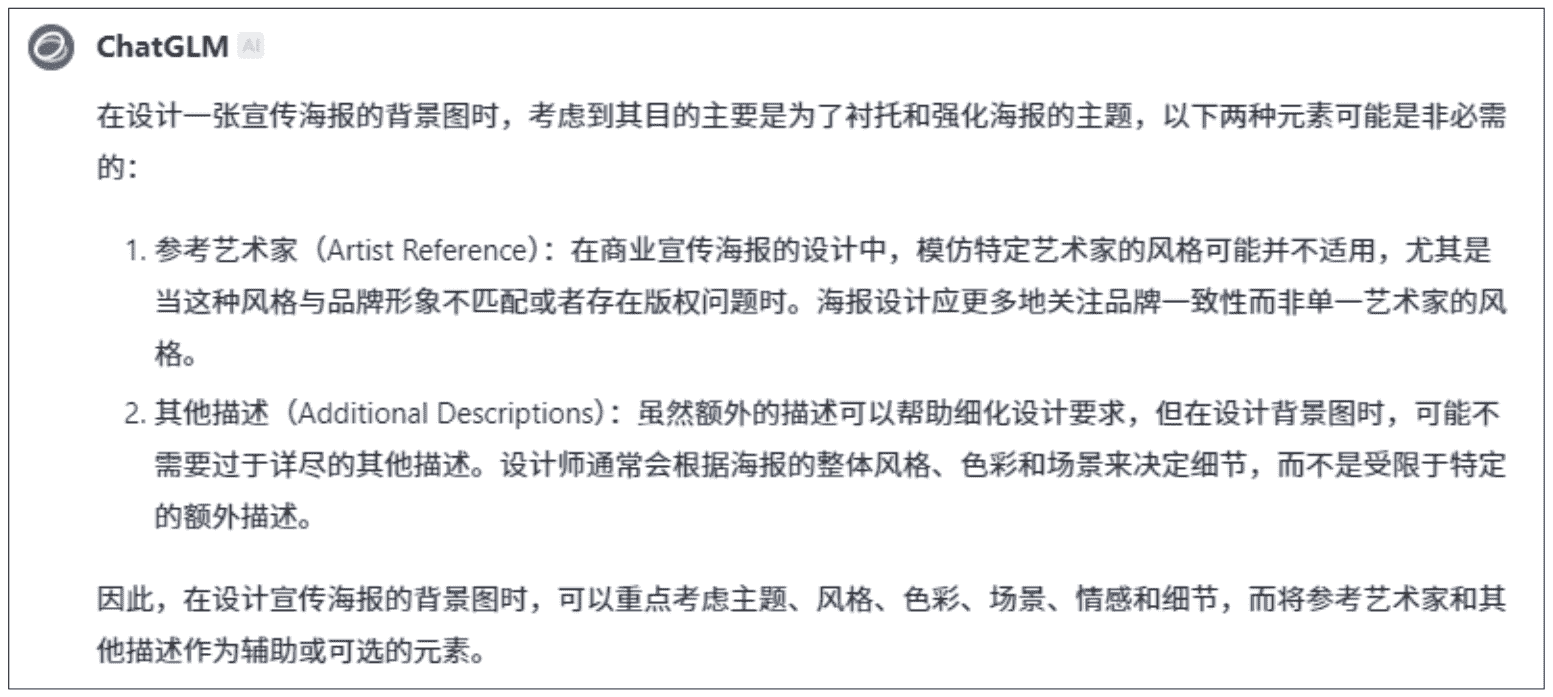 ChatGLM AI
在设计一张宣传海报的背景图时，考虑到其目的主要是为了衬托和强化海报的主题，以下两种元素可能是非必需
的：
1. 参考艺术家（Artist Reference）：在商业宣传海报的设计中，模仿特定艺术家的风格可能并不适用，尤其是
当这种风格与品牌形象不匹配或者存在版权问题时。海报设计应更多地关注品牌一致性而非单一艺术家的风
格。
2. 其他描述（Additional Descriptions）：虽然额外的描述可以帮助细化设计要求，但在设计背景图时，可能不
需要过于详尽的其他描述。设计师通常会根据海报的整体风格、色彩和场景来决定细节，而不是受限于特定
的额外描述。
因此，在设计宣传海报的背景图时，可以重点考虑主题、风格、色彩、场景、情感和细节，而将参考艺术家和其
他描述作为辅助或可选的元素。